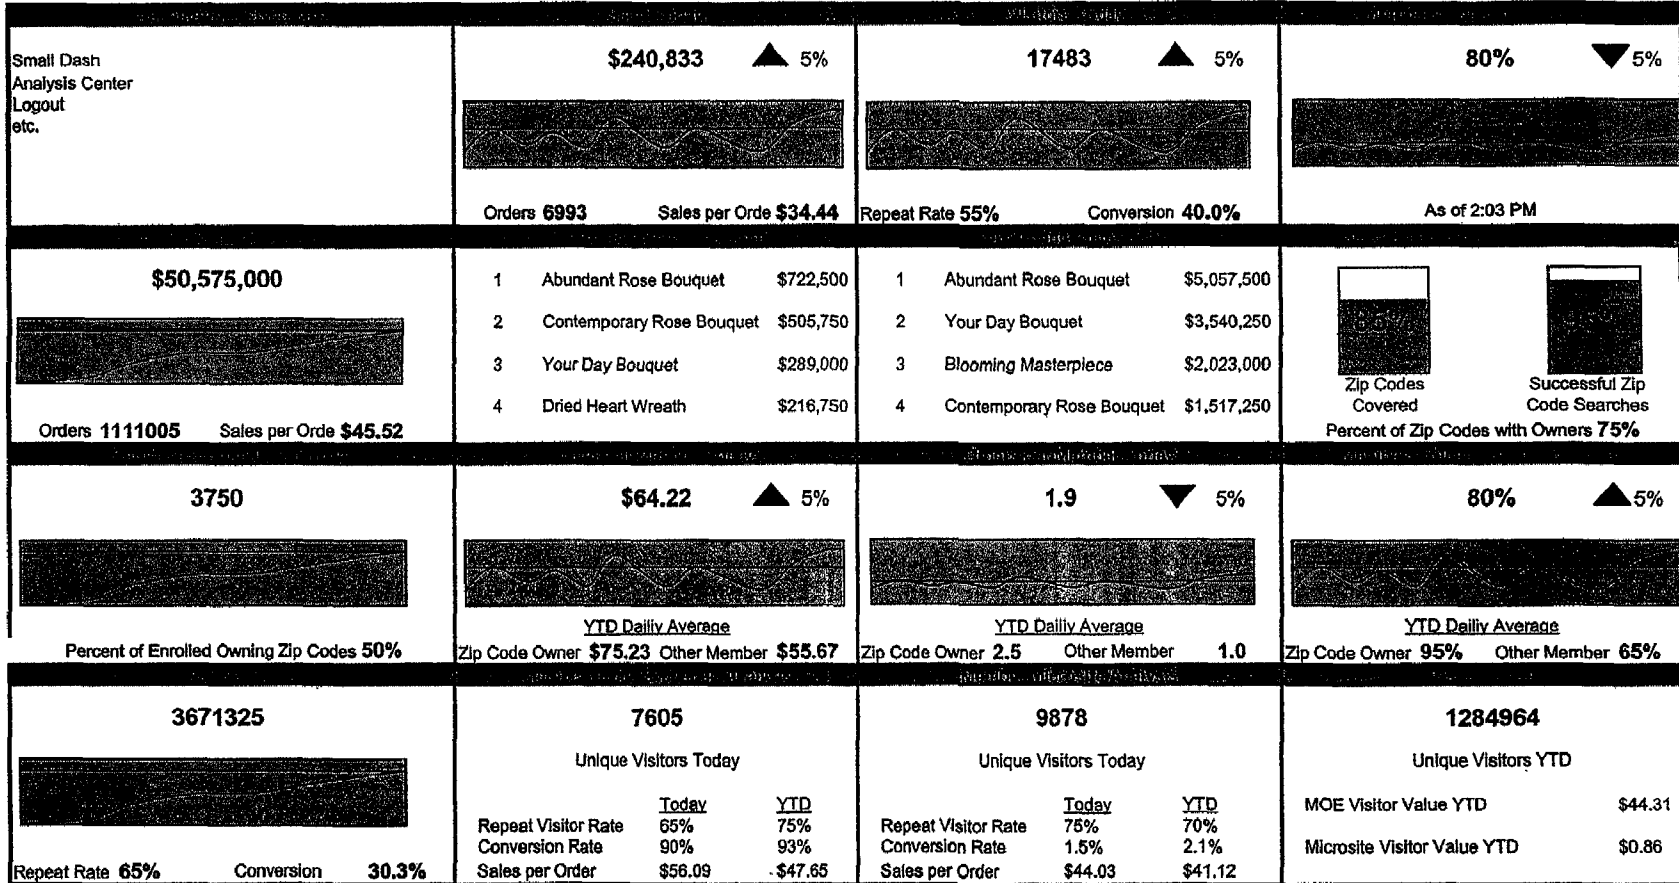 Small Dash
Analysis Center
Logout
etc.
$240,833 5%
Orders 6993 Sales per Orde $34.44
17483 5%
Repeat Rate 55% Conversion 40.0%
80% 5%
As of 2:03 PM
$50,575,000
Orders 1111005 Sales per Orde $45.52
1 Abundant Rose Bouquet $722,500
2 Contemporary Rose Bouquet $505,750
3 Your Day Bouquet $289,000
4 Dried Heart Wreath $216,750
1 Abundant Rose Bouquet $5,057,500
2 Your Day Bouquet $3,540,250
3 Blooming Masterpiece $2,023,000
4 Contemporary Rose Bouquet $1,517,250
Zip Codes
Covered
Successful Zip
Code Searches
Percent of Zip Codes with Owners 75%
3750
Percent of Enrolled Owning Zip Codes 50%
$64.22 5%
YTD Dailiy Average
Zip Code Owner $75.23 Other Member $55.67
1.9 5%
YTD Dailiy Average
Zip Code Owner 2.5 Other Member 1.0
80% 5%
YTD Dailiy Average
Zip Code Owner 95% Other Member 65%
3671325
Repeat Rate 65% Conversion 30.3%
7605
Unique Visitors Today
Today YTD
Repeat Visitor Rate 65% 75%
Conversion Rate 90% 93%
Sales per Order $56.09 $47.65
9878
Unique Visitors Today
Today YTD
Repeat Visitor Rate 75% 70%
Conversion Rate 1.5% 2.1%
Sales per Order $44.03 $41.12
1284964
Unique Visitors YTD
MOE Visitor Value YTD $44.31
Microsite Visitor Value YTD $0.86